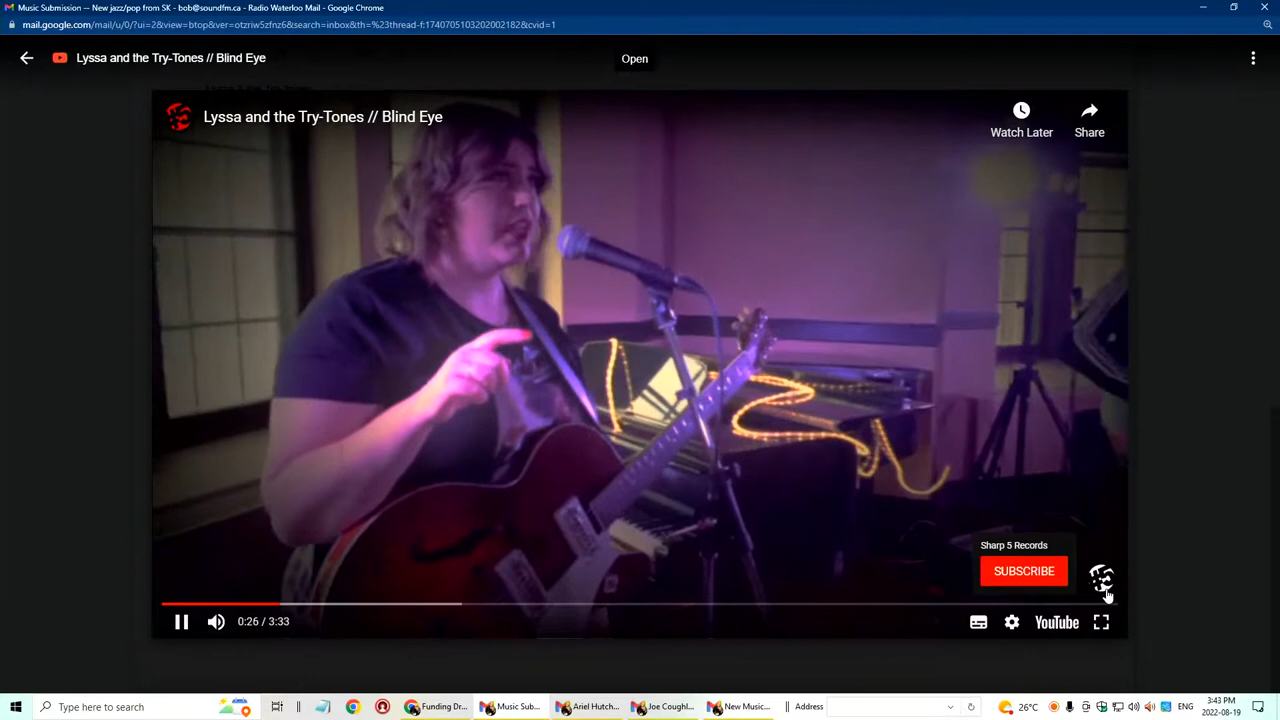 Music Submission -- New jazz/pop from SK - bob@soundfm.ca - Radio Waterloo Mail - Google Chrome
mail.google.com/mail/u/0/?ui=2&view=btop&ver=otzriw5zfnz6&search=inbox&th=%23thread-f:1740705103202002182&cvid=1
Lyssa and the Try-Tones // Blind Eye
Open
Lyssa and the Try-Tones // Blind Eye
Watch Later
Share
Sharp 5 Records
SUBSCRIBE
0:26 / 3:33
YouTube
Type here to search
Funding Dr...
Music Sub...
Ariel Hutch...
Joe Coughl...
New Music...
Address
26°C
ENG
3:43 PM
2022-08-19